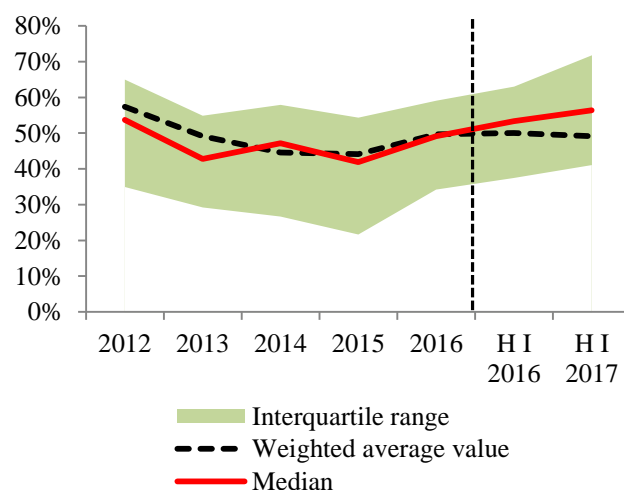 80%
70%
60%
50%
40%
30%
20%
10%
0%
2012 2013 2014 2015 2016 H I 2016 H I 2017
Interquartile range
Weighted average value
Median